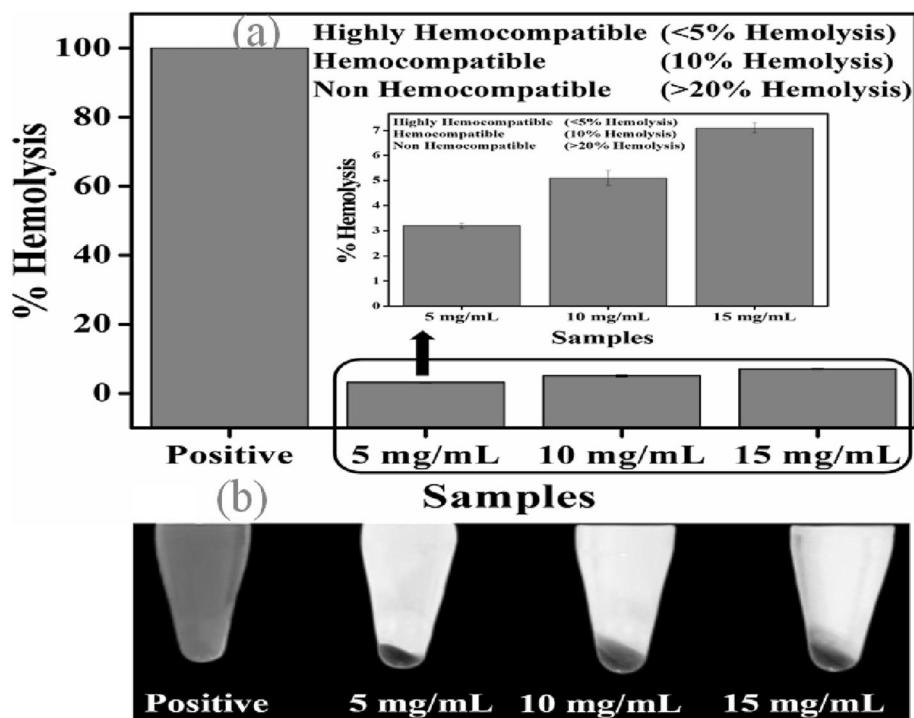 (a)
Highly Hemocompatible (<5% Hemolysis)
Hemocompatible (10% Hemolysis)
Non Hemocompatible (>20% Hemolysis)
% Hemolysis
100
80
60
40
20
0
Highly Hemocompatible (<5% Hemolysis)
Hemocompatible (10% Hemolysis)
Non Hemocompatible (>20% Hemolysis)
% Hemolysis
7
6
5
4
3
2
1
0
5 mg/mL 10 mg/mL 15 mg/mL
Samples
Positive 5 mg/mL 10 mg/mL 15 mg/mL
Samples
(b)
Positive 5 mg/mL 10 mg/mL 15 mg/mL